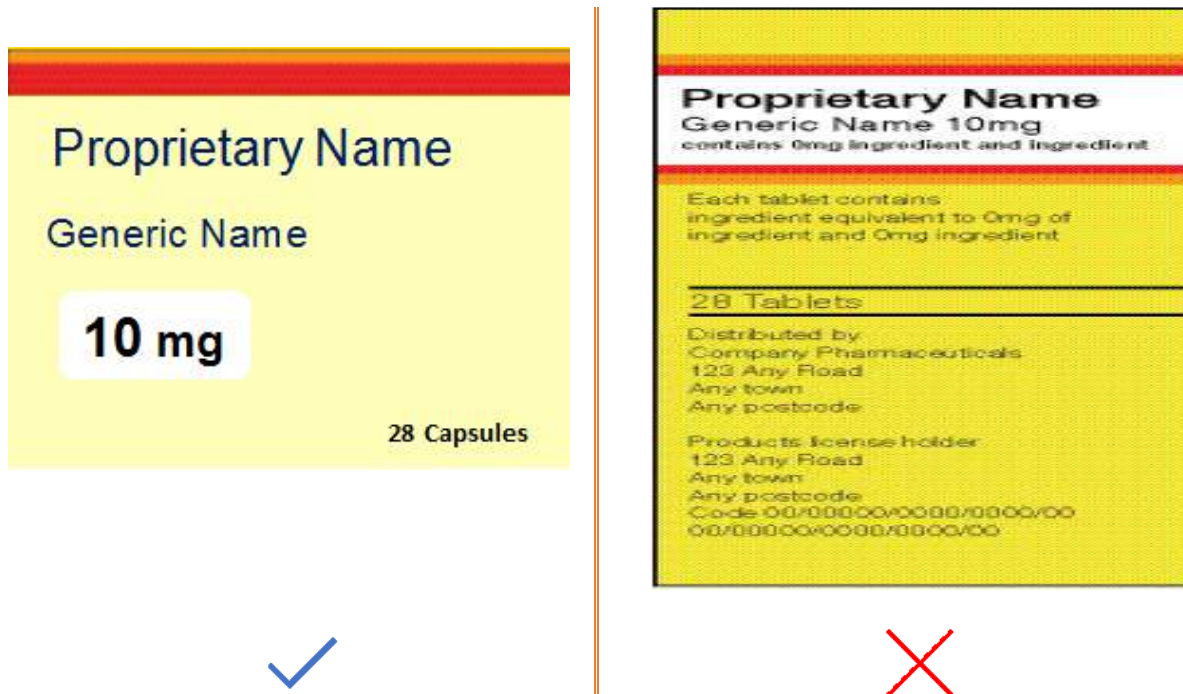 Proprietary Name
Generic Name
10 mg
28 Capsules
Proprietary Name
Generic Name 10mg
contains 0mg ingredient and ingredient
Each tablet contains
ingredient equivalent to 0mg of
ingredient and 0mg ingredient
28 Tablets
Distributed by
Company Pharmaceuticals
123 Any Road
Any town
Any postcode
Products license holder
123 Any Road
Any town
Any postcode
Code 00/00000/0000/0000/00
00/00000/0000/0000/00